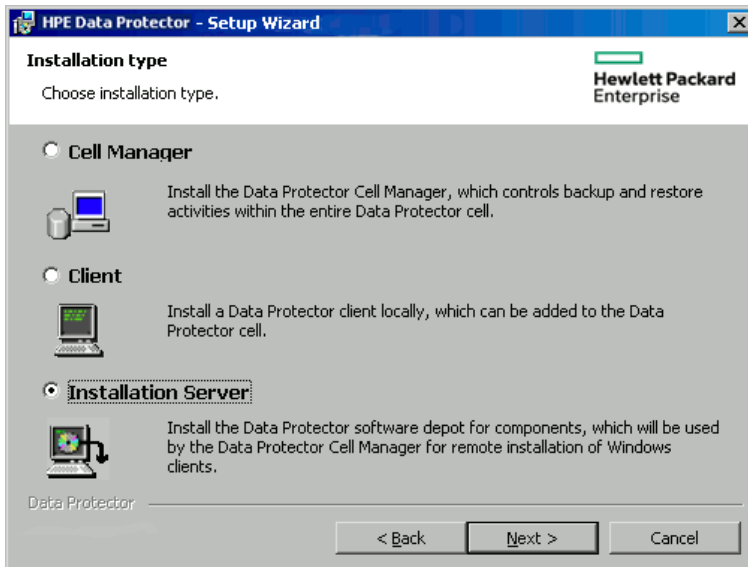 HPE Data Protector - Setup Wizard
Installation type
Choose installation type.
Hewlett Packard
Enterprise
Cell Manager
Install the Data Protector Cell Manager, which controls backup and restore
activities within the entire Data Protector cell.
Client
Install a Data Protector client locally, which can be added to the Data
Protector cell.
Installation Server
Install the Data Protector software depot for components, which will be used
by the Data Protector Cell Manager for remote installation of Windows
clients.
Data Protector
< Back
Next >
Cancel